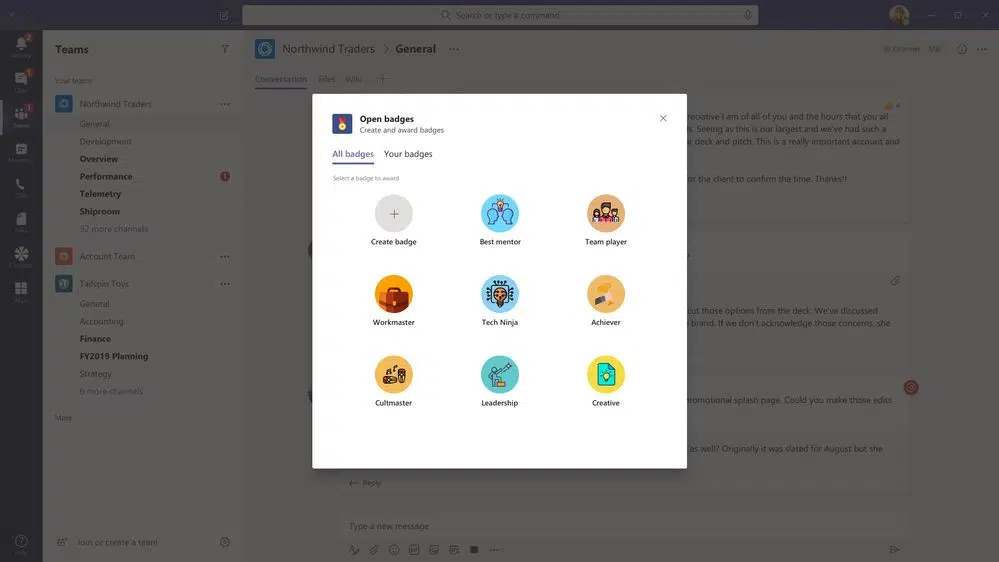 Search or type a command
Activity
2
Chat
1
Teams
1
Meetings
Calls
Files
Help
Teams
Your teams
Northwind Traders
General
Development
Overview
Performance
1
Telemetry
Shiproom
32 more channels
Account Team
Tailspin Toys
General
Accounting
Finance
FY2019 Planning
Strategy
6 more channels
More
Join or create a team
Northwind Traders > General
Conversation Files Wiki
Channel
4
reciative I am of all of you and the hours that you all
Seeing as this is our largest and we've had such a
deck and pitch. This is a really important account and
or the client to confirm the time. Thanks!!
Open badges
Create and award badges
All badges Your badges
Select a badge to award
Create badge
Best mentor
Team player
Workmaster
Tech Ninja
Achiever
Cultmaster
Leadership
Creative
cut those options from the deck. We've discussed
brand. If we don't acknowledge those concerns, she
romotional splash page. Could you make those edits
as well? Originally it was slated for August but she
Reply
Type a new message